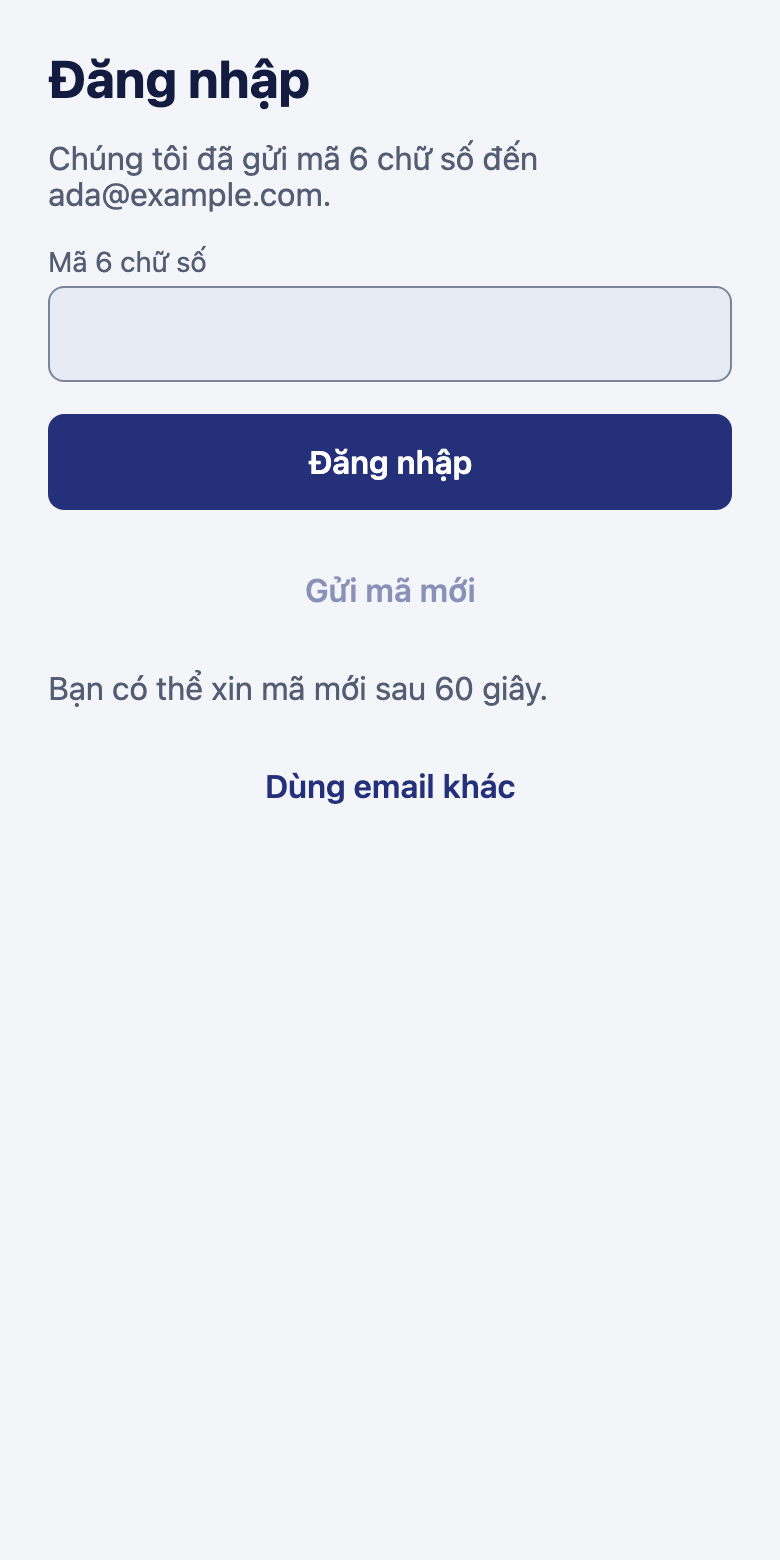 Đăng nhập
Chúng tôi đã gửi mã 6 chữ số đến
ada@example.com.
Mã 6 chữ số
Đăng nhập
Gửi mã mới
Bạn có thể xin mã mới sau 60 giây.
Dùng email khác